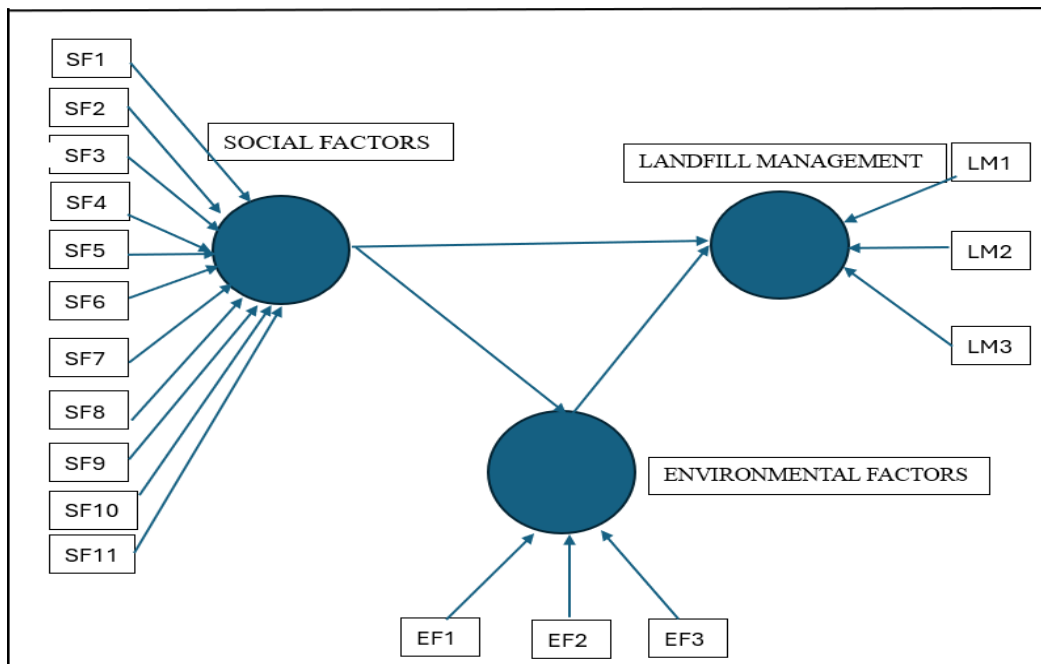 SF1
SF2
SF3
SF4
SF5
SF6
SF7
SF8
SF9
SF10
SF11
SOCIAL FACTORS
LANDFILL MANAGEMENT
LM1
LM2
LM3
ENVIRONMENTAL FACTORS
EF1
EF2
EF3